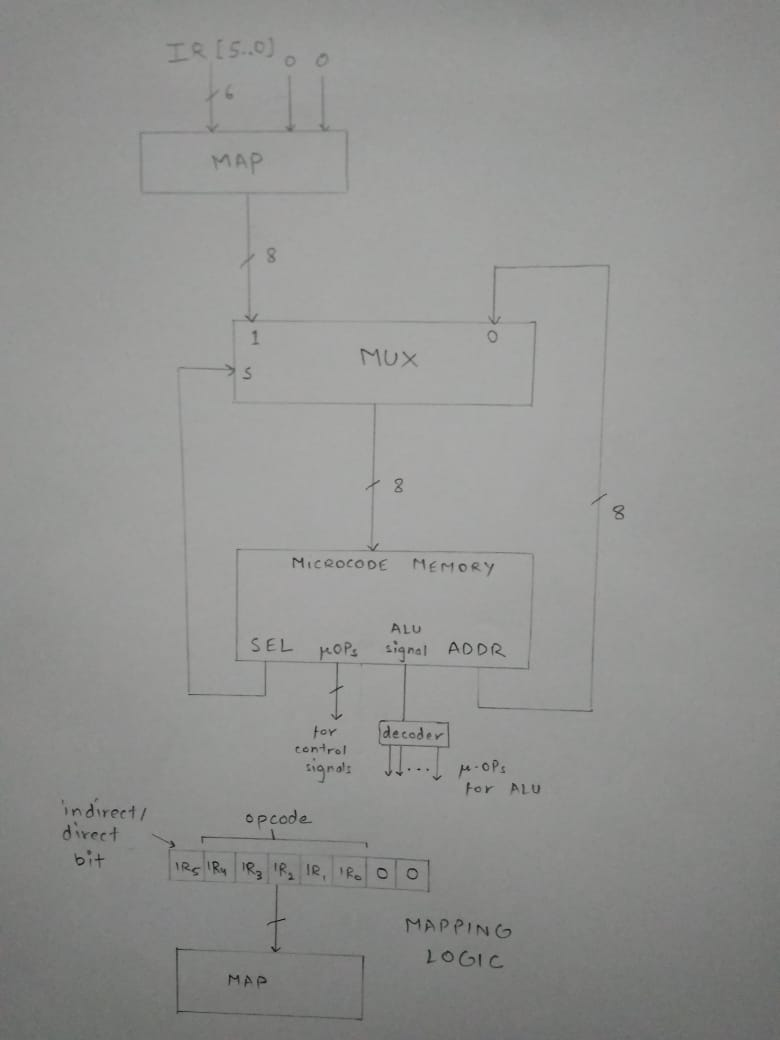 IR [5..0] 0 0
6
MAP
8
1 MUX 0
S
8
8
MICROCODE MEMORY
SEL μOPs ALU signal ADDR
for
control
signals
decoder
...
μ-OPs
for ALU
indirect/
direct
bit
opcode
IR5 IR4 IR3 IR2 IR1 IR0 0 0
MAPPING
LOGIC
MAP